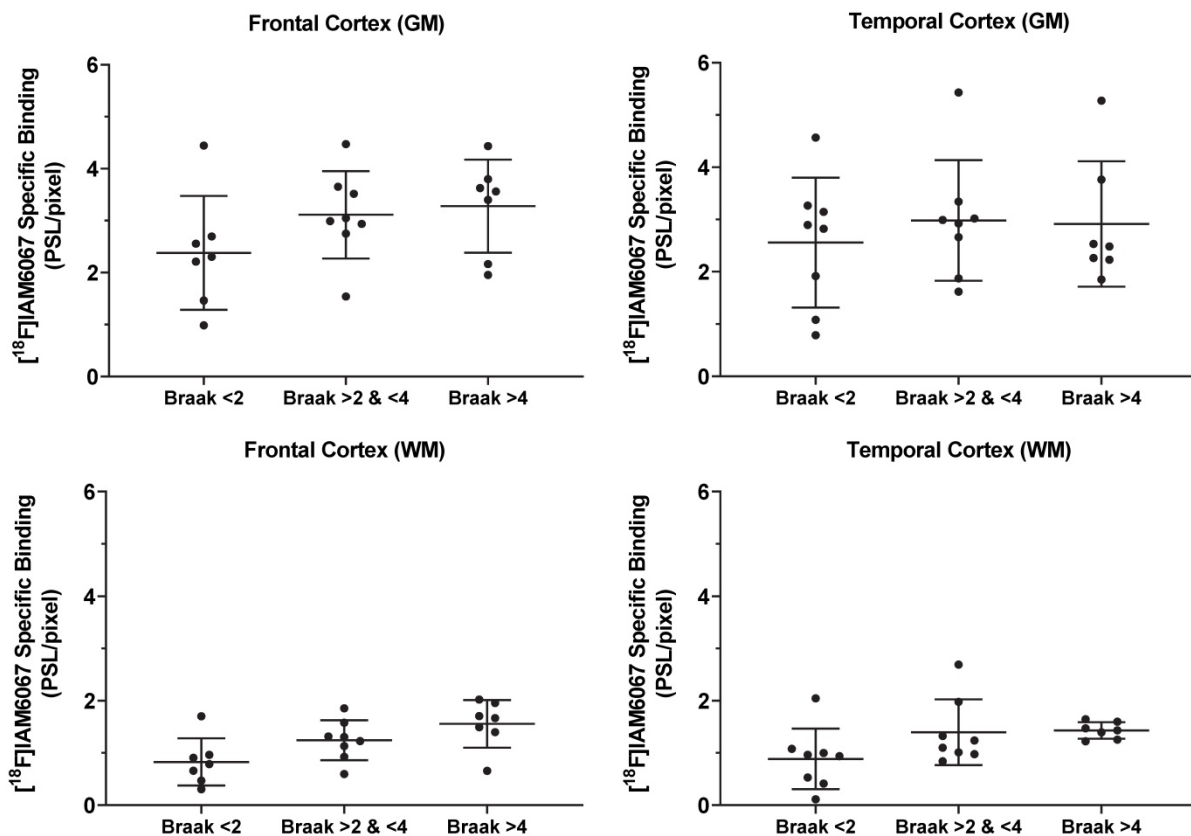 Frontal Cortex (GM)
[¹⁸F]IAM6067 Specific Binding
(PSL/pixel)
6
4
2
0
Braak <2
Braak >2 & <4
Braak >4
Temporal Cortex (GM)
[¹⁸F]IAM6067 Specific Binding
(PSL/pixel)
6
4
2
0
Braak <2
Braak >2 & <4
Braak >4
Frontal Cortex (WM)
[¹⁸F]IAM6067 Specific Binding
(PSL/pixel)
6
4
2
0
Braak <2
Braak >2 & <4
Braak >4
Temporal Cortex (WM)
[¹⁸F]IAM6067 Specific Binding
(PSL/pixel)
6
4
2
0
Braak <2
Braak >2 & <4
Braak >4